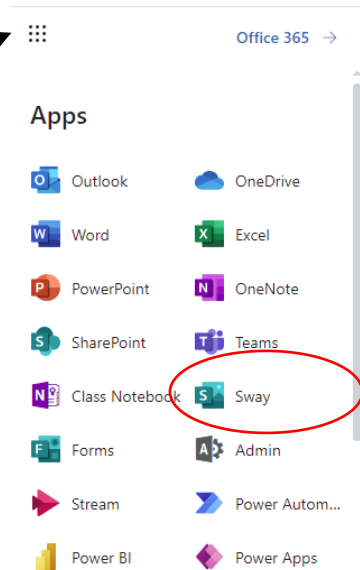 Office 365 →
Apps
Outlook OneDrive
Word Excel
PowerPoint OneNote
SharePoint Teams
Class Notebook Sway
Forms Admin
Stream Power Autom...
Power BI Power Apps